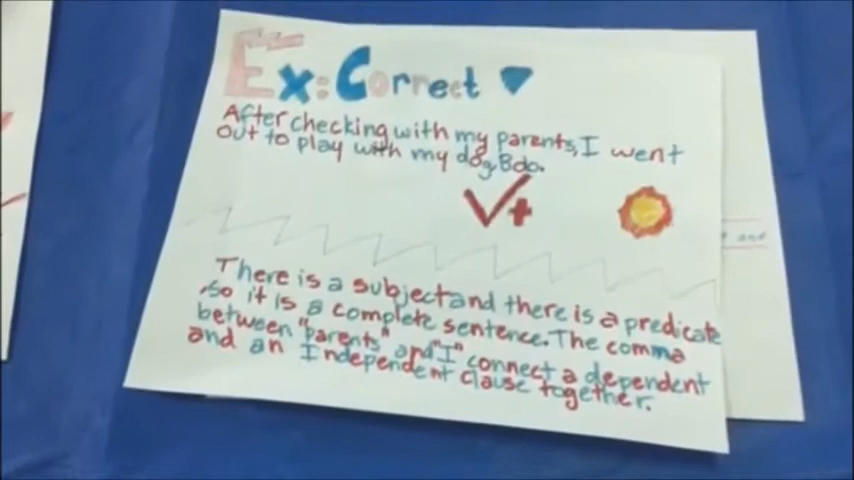 Ex: Correct
After checking with my parents, I went
out to play with my dog, Bdo.
There is a subject and there is a predicate
,so it is a complete sentence. The comma
between "parents" and "I" connect a dependent
and an Independent clause together.
and